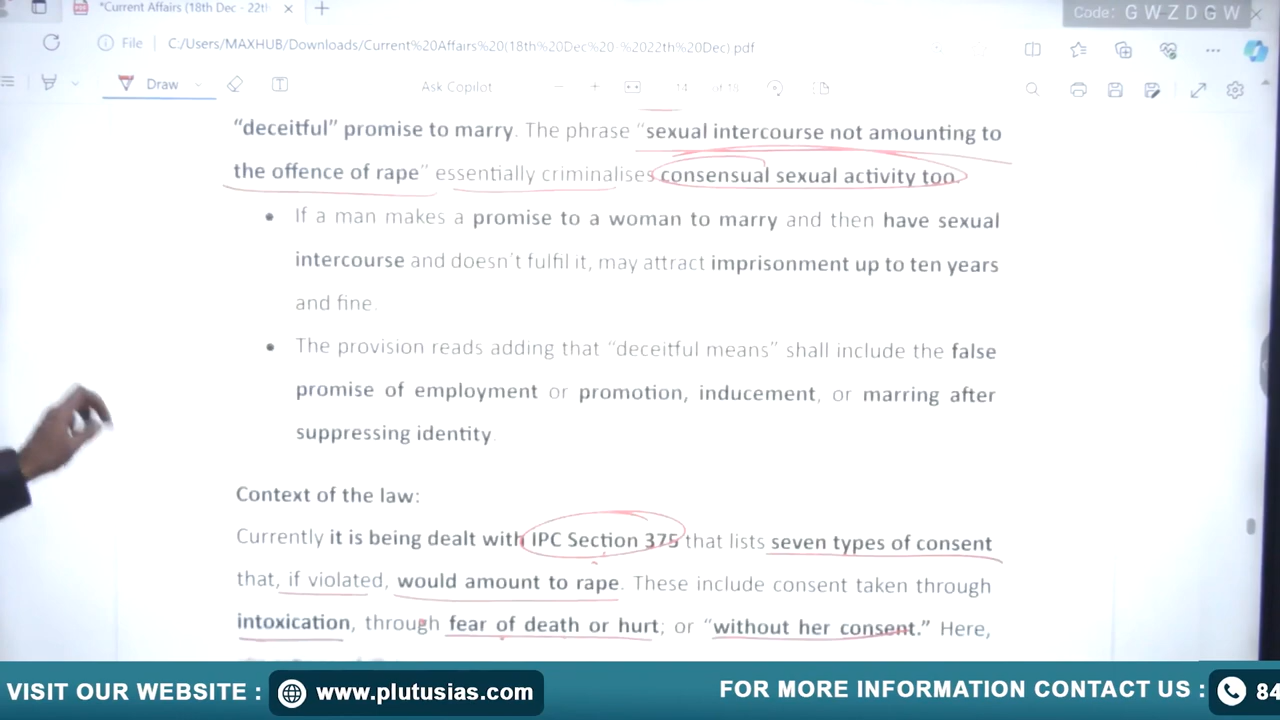 *Current Affairs (18th Dec - 22th
Code: G W Z D G W
File
C:/Users/MAXHUB/Downloads/Current%20Affairs%20(18th%20Dec%20-%2022th%20Dec).pdf
Draw
Ask Copilot
14 of 18
“deceitful” promise to marry. The phrase “sexual intercourse not amounting to
the offence of rape” essentially criminalises consensual sexual activity too.
• If a man makes a promise to a woman to marry and then have sexual
intercourse and doesn’t fulfil it, may attract imprisonment up to ten years
and fine.
• The provision reads adding that “deceitful means” shall include the false
promise of employment or promotion, inducement, or marring after
suppressing identity.
Context of the law:
Currently it is being dealt with IPC Section 375 that lists seven types of consent
that, if violated, would amount to rape. These include consent taken through
intoxication, through fear of death or hurt; or “without her consent.” Here,
VISIT OUR WEBSITE : www.plutusias.com
FOR MORE INFORMATION CONTACT US : 84